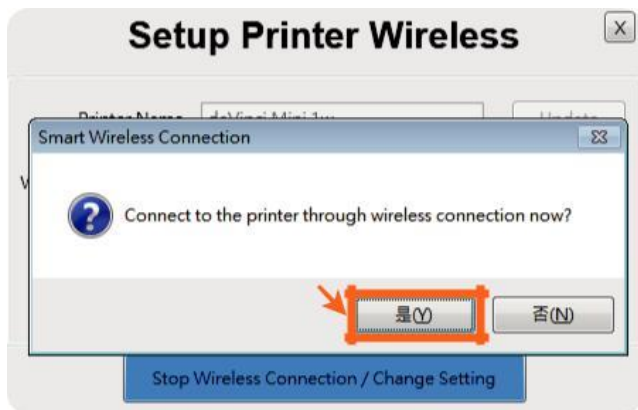 Setup Printer Wireless
X
Smart Wireless Connection
Connect to the printer through wireless connection now?
是(Y)
否(N)
Stop Wireless Connection / Change Setting